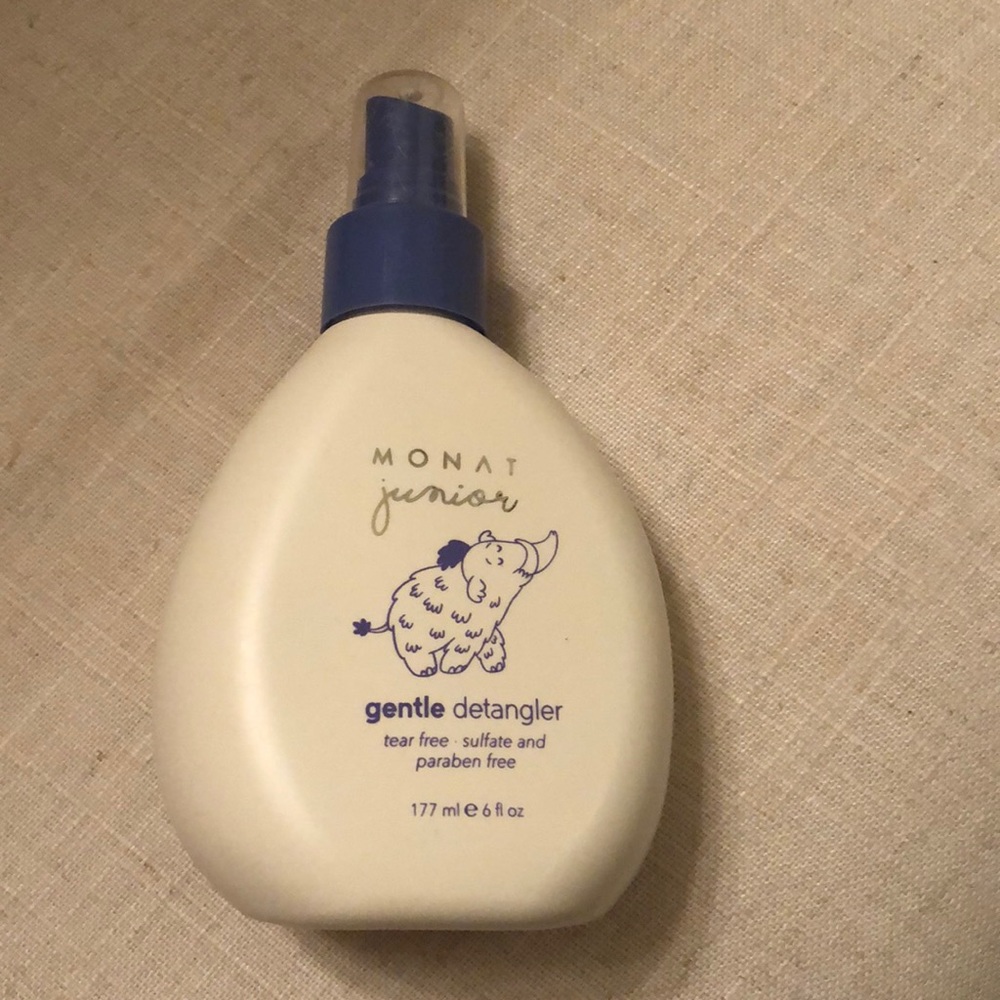 MONAT
junior
gentle detangler
tear free · sulfate and
paraben free
177 ml e 6 fl oz